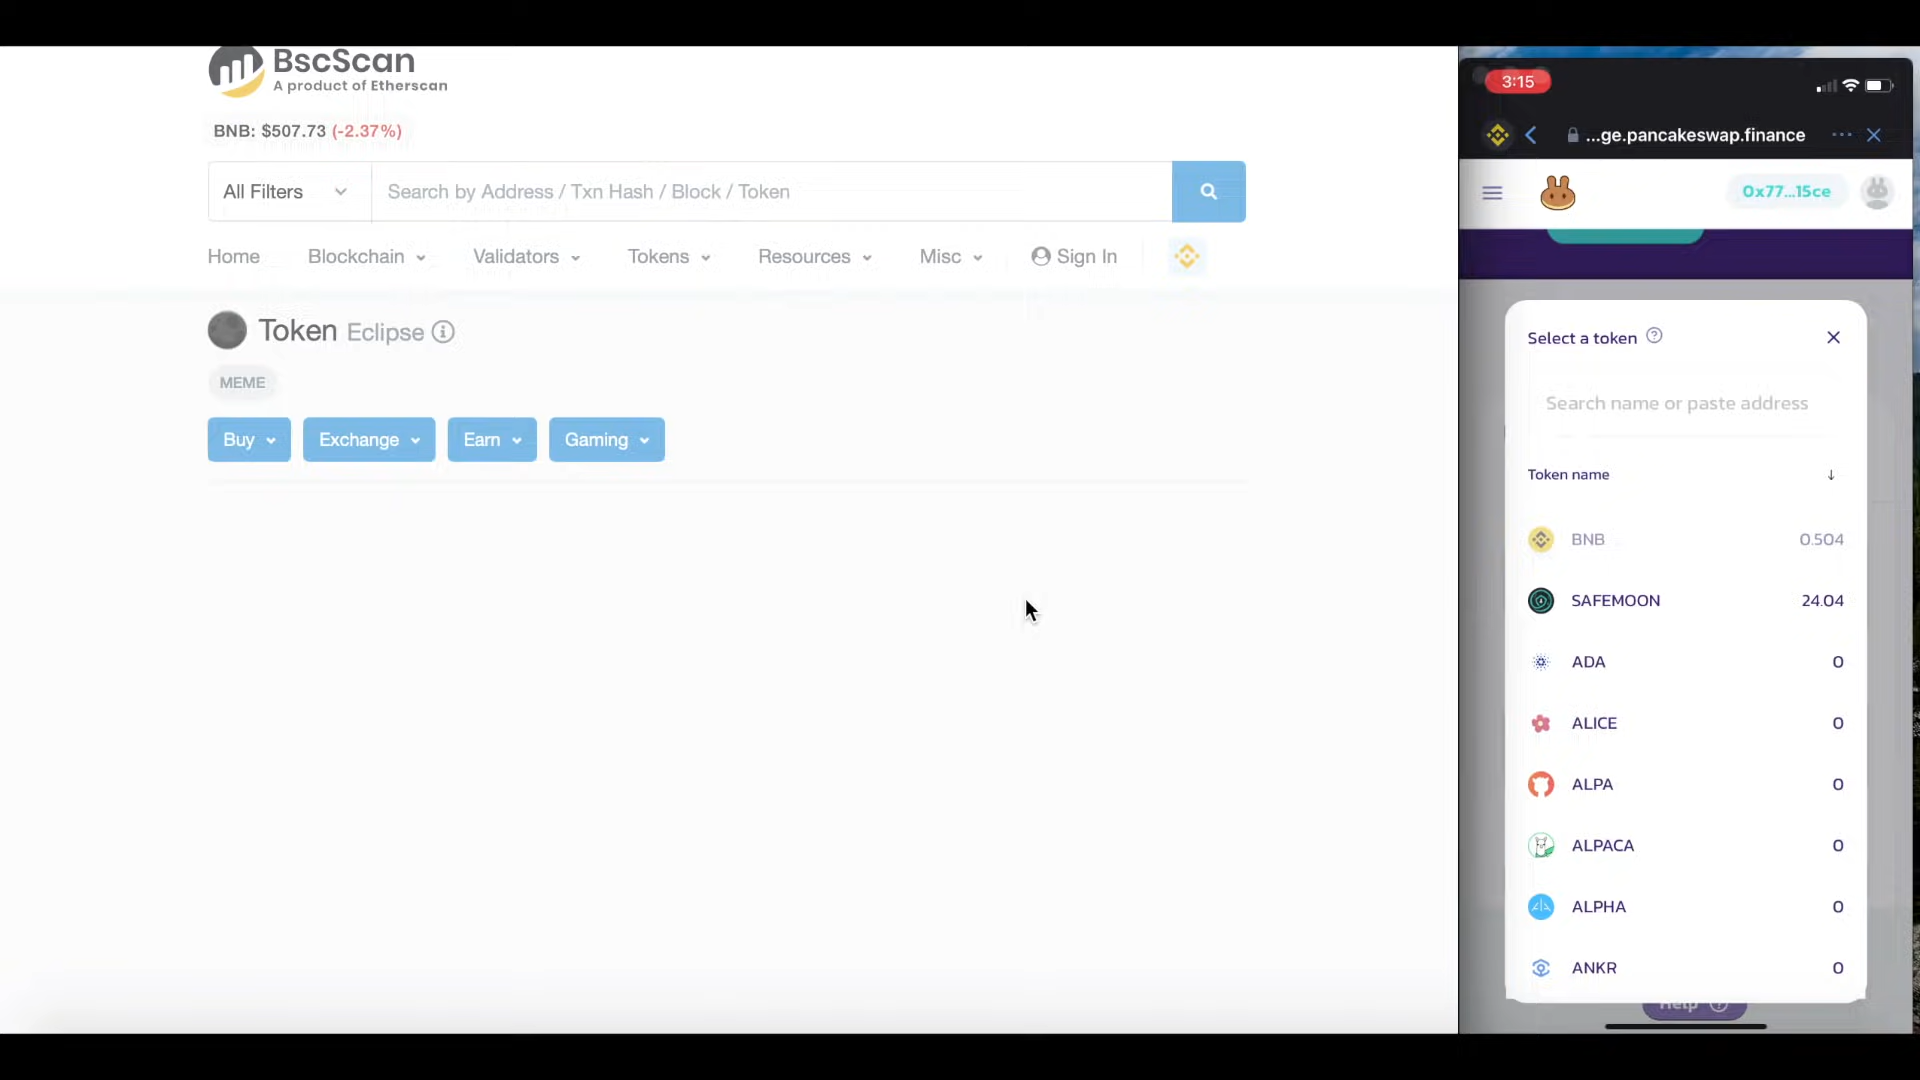 BscScan
A product of Etherscan
BNB: $507.73 (-2.37%)
All Filters
Search by Address / Txn Hash / Block / Token
Home Blockchain Validators Tokens Resources Misc Sign In
Token Eclipse
MEME
Buy Exchange Earn Gaming
3:15
...ge.pancakeswap.finance
0x77...15ce
Select a token
Search name or paste address
Token name
BNB 0.504
SAFEMOON 24.04
ADA 0
ALICE 0
ALPA 0
ALPACA 0
ALPHA 0
ANKR 0
Help